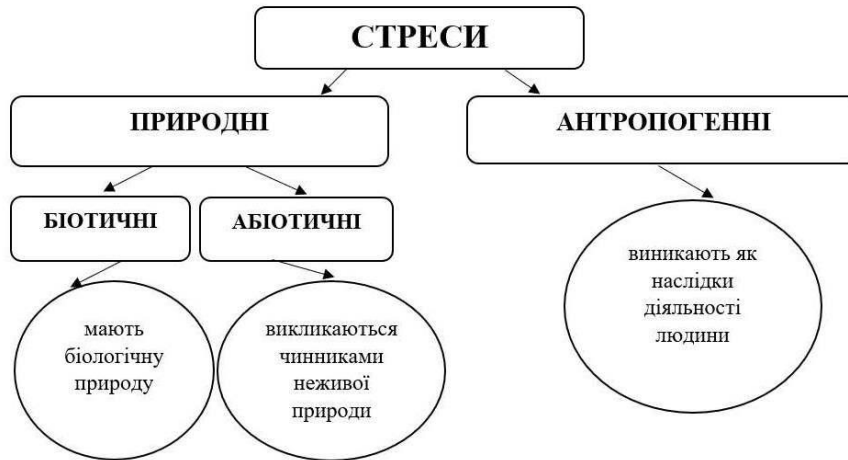 СТРЕСИ
ПРИРОДНІ
АНТРОПОГЕННІ
БІОТИЧНІ
АБІОТИЧНІ
мають
біологічну
природу
викликаються
чинниками
неживої
природи
виникають як
наслідки
діяльності
людини